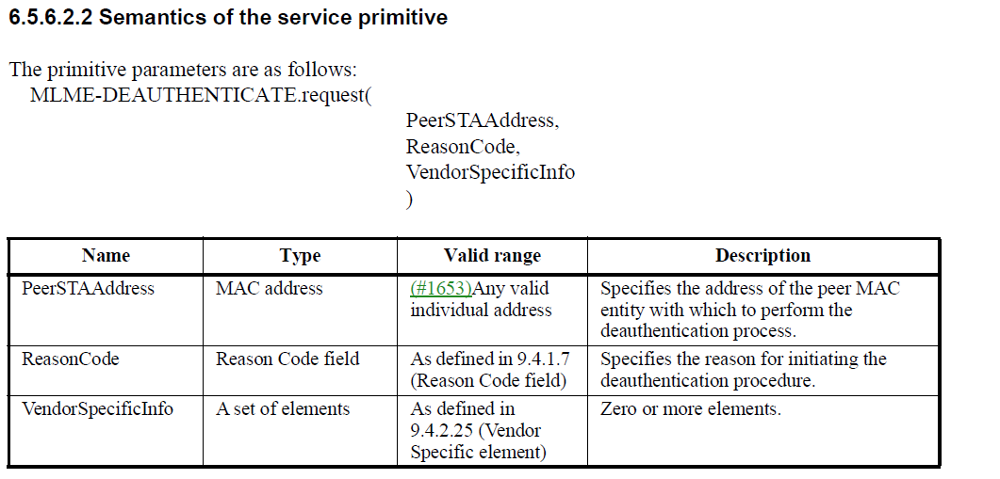 6.5.6.2.2 Semantics of the service primitive
The primitive parameters are as follows:
MLME-DEAUTHENTICATE.request(
PeerSTAAddress,
ReasonCode,
VendorSpecificInfo
)
Name Type Valid range Description
PeerSTAAddress MAC address (#1653)Any valid Specifies the address of the peer MAC
individual address entity with which to perform the
deauthentication process.
ReasonCode Reason Code field As defined in 9.4.1.7 Specifies the reason for initiating the
(Reason Code field) deauthentication procedure.
VendorSpecificInfo A set of elements As defined in Zero or more elements.
9.4.2.25 (Vendor
Specific element)